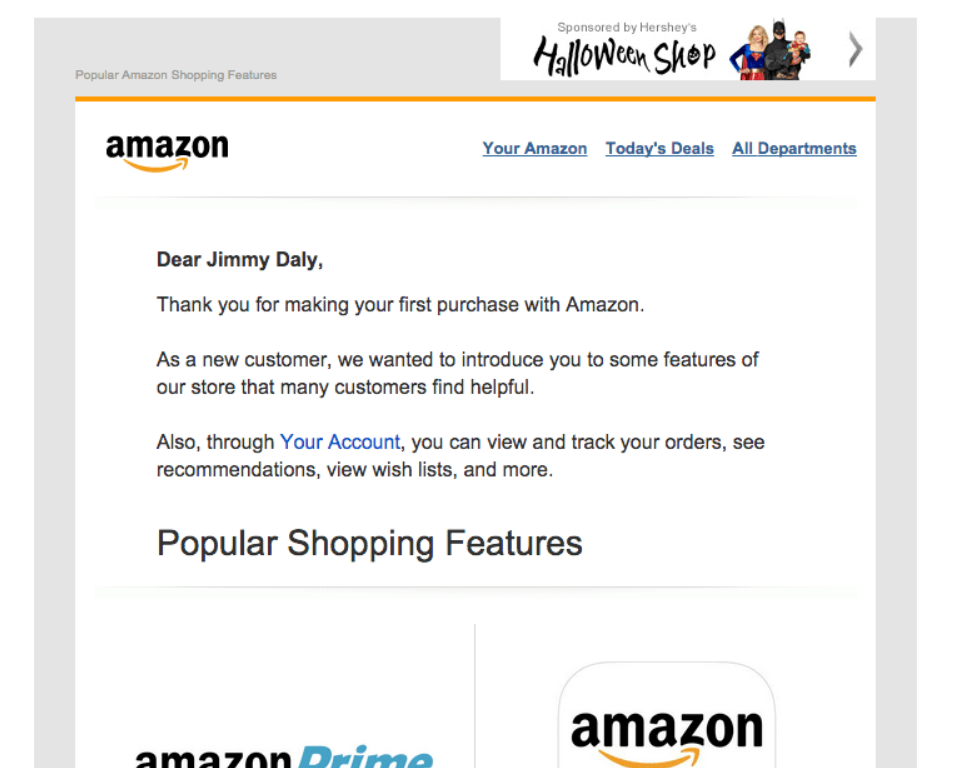 Sponsored by Hershey's
Halloween Shop
Popular Amazon Shopping Features
amazon
Your Amazon Today's Deals All Departments
Dear Jimmy Daly,
Thank you for making your first purchase with Amazon.
As a new customer, we wanted to introduce you to some features of
our store that many customers find helpful.
Also, through Your Account, you can view and track your orders, see
recommendations, view wish lists, and more.
Popular Shopping Features
amazon Prime
amazon